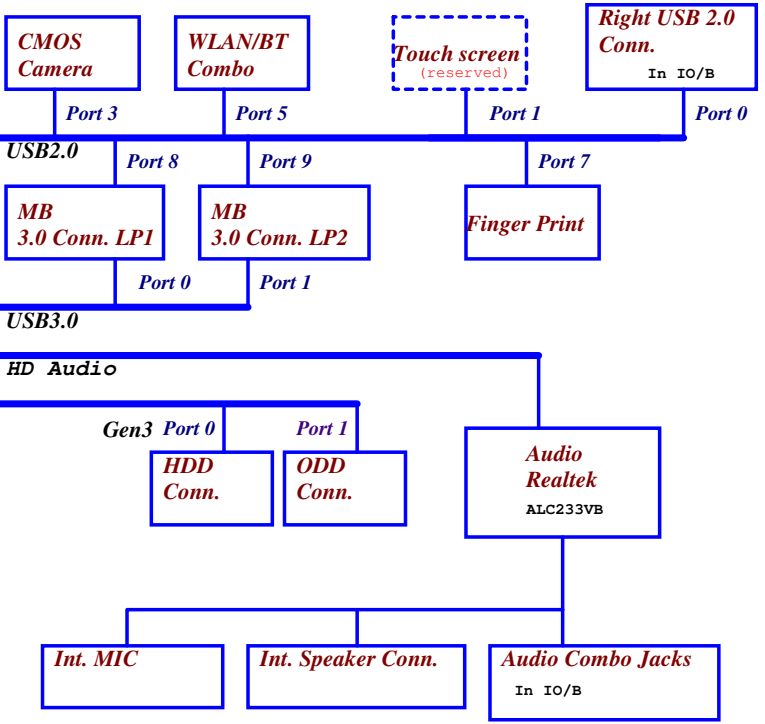 CMOS
Camera
WLAN/BT
Combo
Touch screen
(reserved)
Right USB 2.0
Conn.
In IO/B
Port 3
Port 5
Port 1
Port 0
USB2.0
Port 8
Port 9
Port 7
MB
3.0 Conn. LP1
MB
3.0 Conn. LP2
Finger Print
Port 0
Port 1
USB3.0
HD Audio
Gen3
Port 0
Port 1
HDD
Conn.
ODD
Conn.
Audio
Realtek
ALC233VB
Int. MIC
Int. Speaker Conn.
Audio Combo Jacks
In IO/B